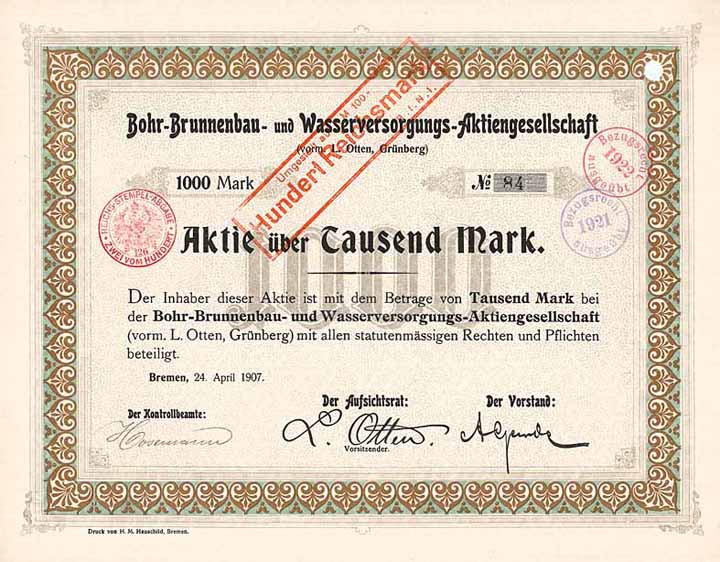 Bohr-Brunnenbau- und Wasserversorgungs-Aktiengesellschaft
(vorm. L. Otten, Grünberg)
1000 Mark
№ 84
Hundert Reichsmark
Bezugsrecht 1922 ausgeübt
Bezugsrecht 1921 ausgeübt
REICHS-STEMPEL-ABGABE
ZWEI VOM HUNDERT
126
Aktie über Tausend Mark.
1000
Der Inhaber dieser Aktie ist mit dem Betrage von Tausend Mark bei
der Bohr-Brunnenbau- und Wasserversorgungs-Aktiengesellschaft
(vorm. L. Otten, Grünberg) mit allen statutenmässigen Rechten und Pflichten
beteiligt.
Bremen, 24. April 1907.
Der Kontrollbeamte:
Der Aufsichtsrat:
Der Vorstand:
L. Otten.
Vorsitzender.
Druck von H. M. Hauschild, Bremen.